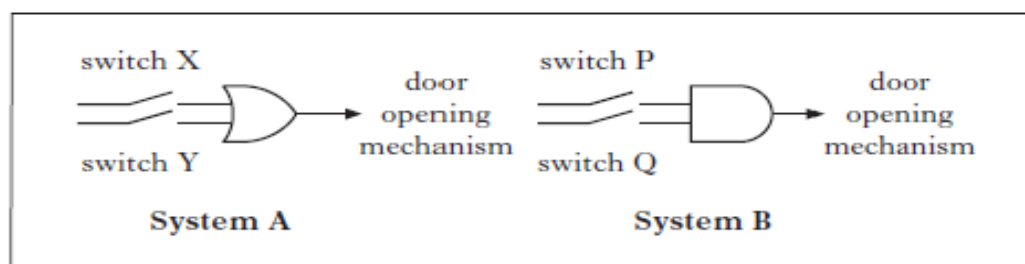 switch X
door
opening
mechanism
switch Y
System A
switch P
door
opening
mechanism
switch Q
System B